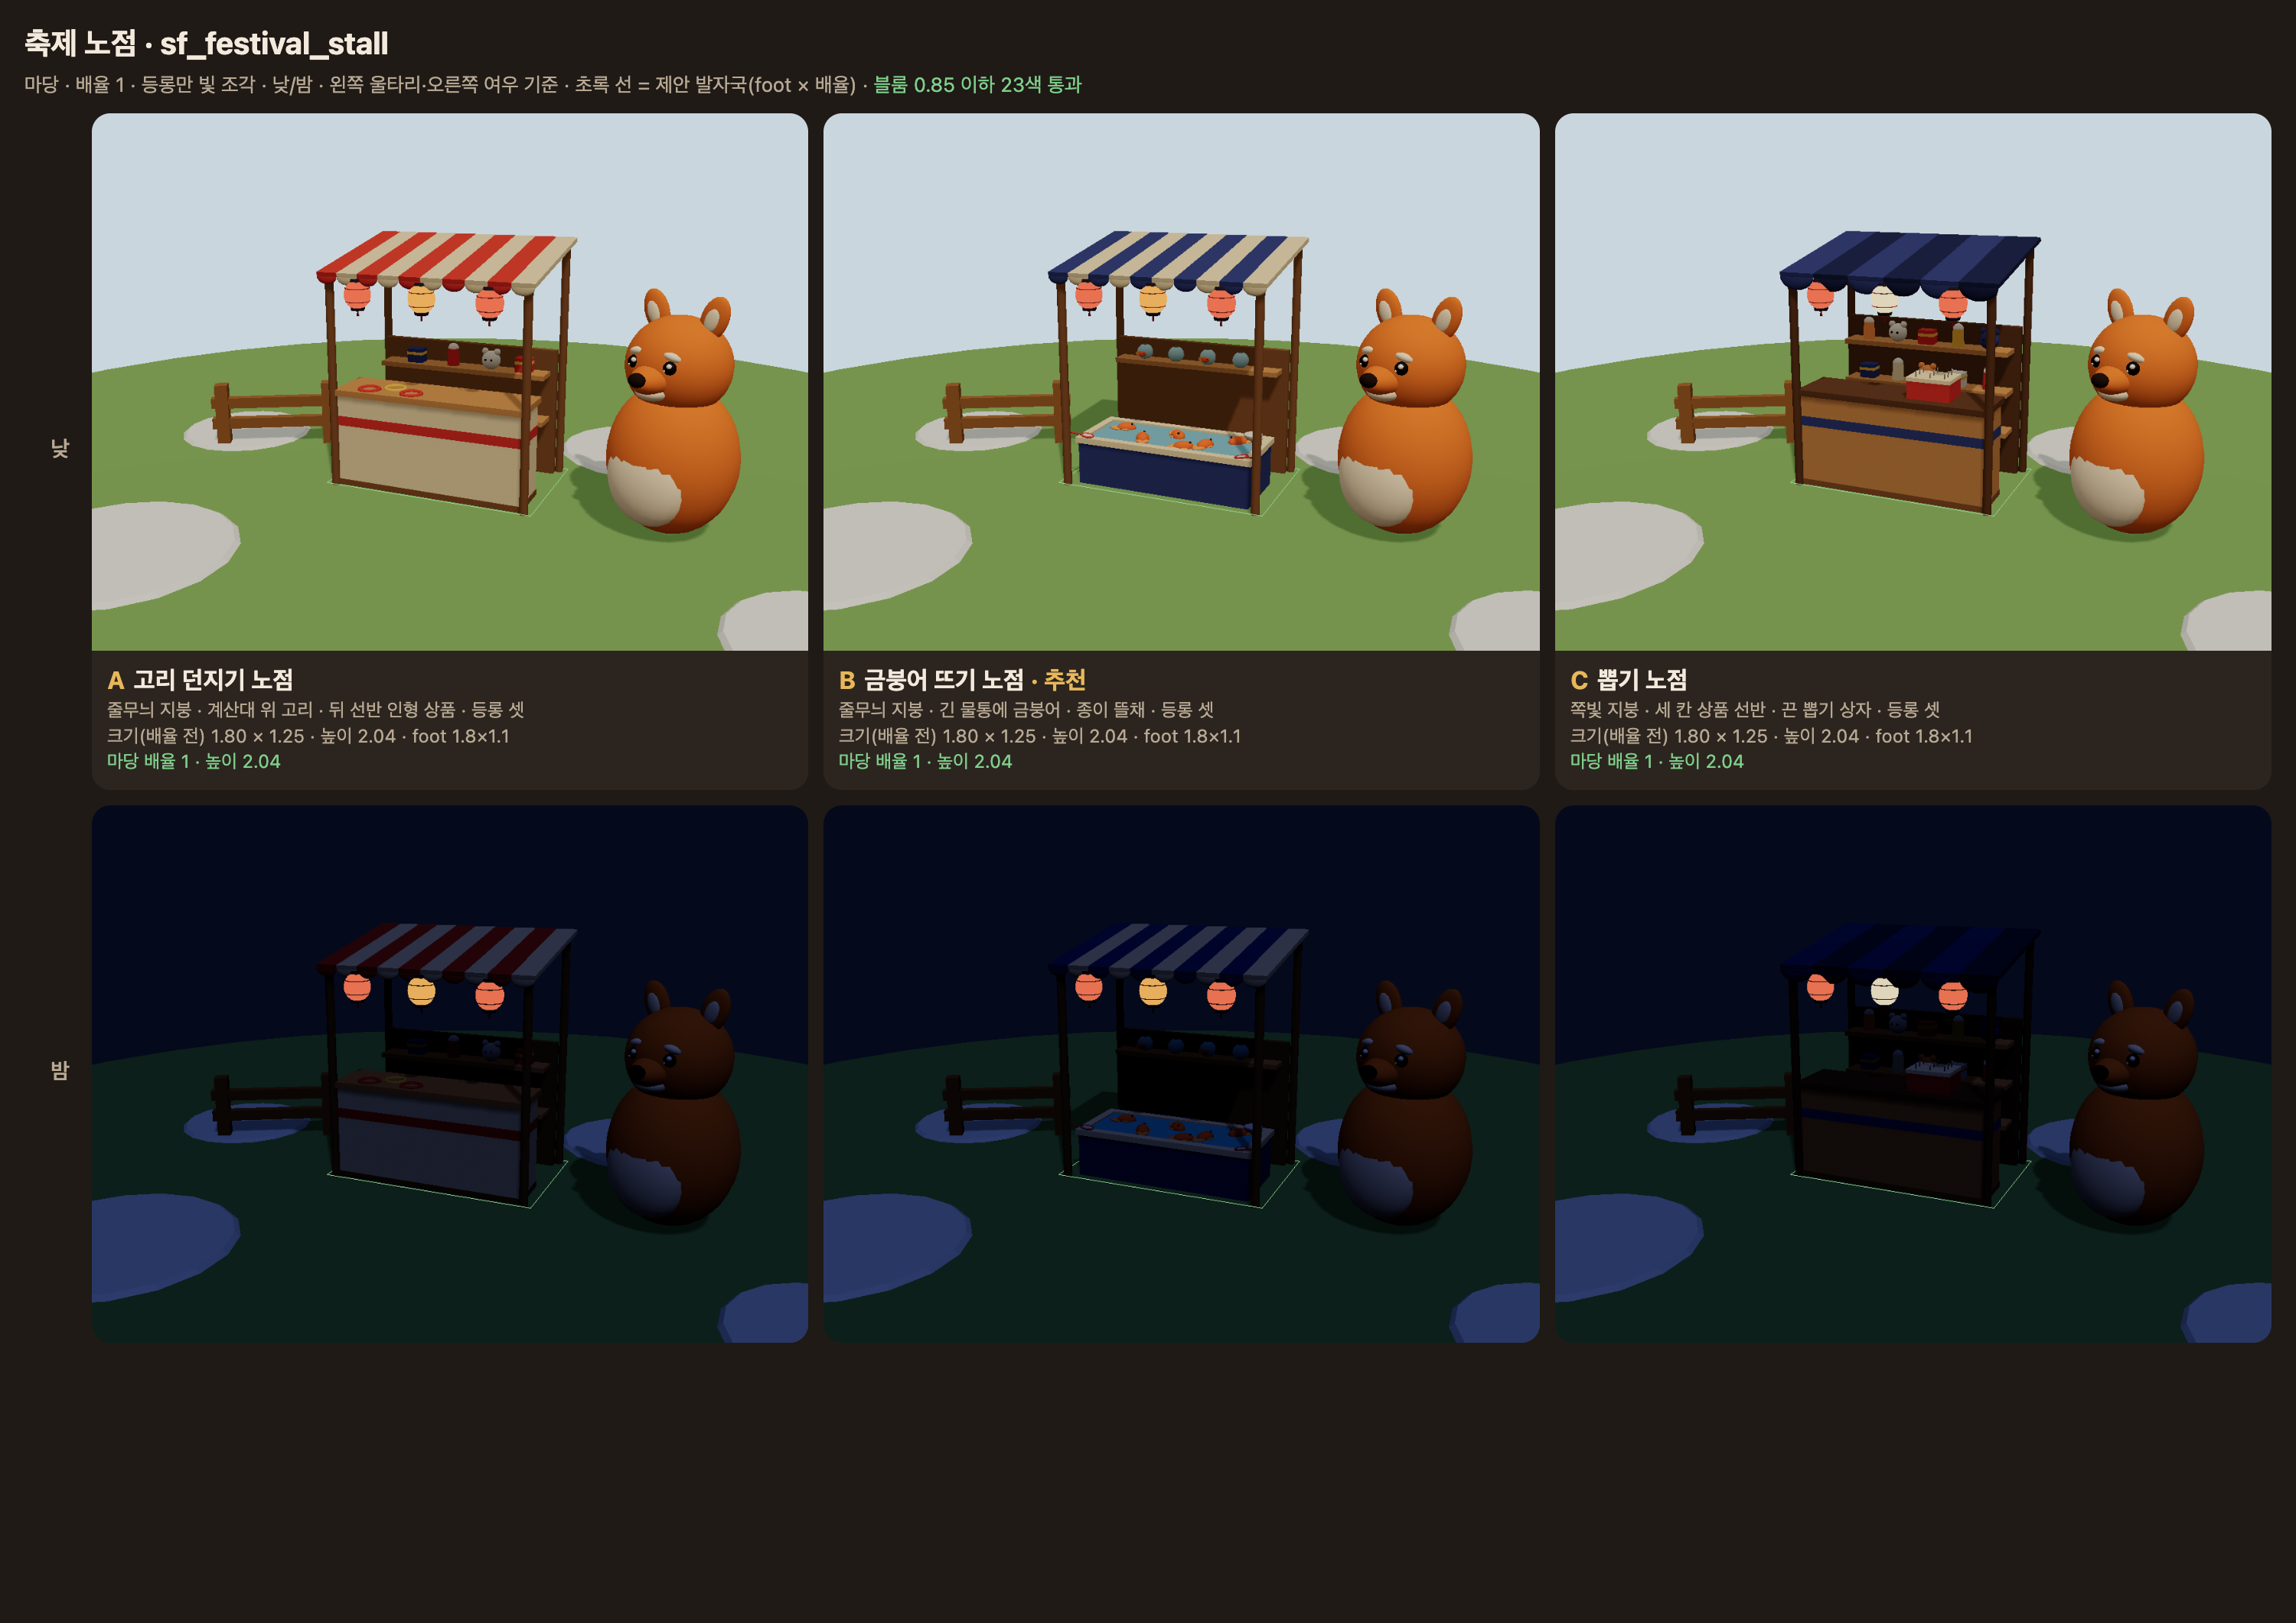 축제 노점 · sf_festival_stall
마당 · 배율 1 · 등롱만 빛 조각 · 낮/밤 · 왼쪽 울타리·오른쪽 여우 기준 · 초록 선 = 제안 발자국(foot × 배율) · 블룸 0.85 이하 23색 통과
낮
A 고리 던지기 노점
줄무늬 지붕 · 계산대 위 고리 · 뒤 선반 인형 상품 · 등롱 셋
크기(배율 전) 1.80 × 1.25 · 높이 2.04 · foot 1.8×1.1
마당 배율 1 · 높이 2.04
B 금붕어 뜨기 노점 · 추천
줄무늬 지붕 · 긴 물통에 금붕어 · 종이 뜰채 · 등롱 셋
크기(배율 전) 1.80 × 1.25 · 높이 2.04 · foot 1.8×1.1
마당 배율 1 · 높이 2.04
C 뽑기 노점
쪽빛 지붕 · 세 칸 상품 선반 · 끈 뽑기 상자 · 등롱 셋
크기(배율 전) 1.80 × 1.25 · 높이 2.04 · foot 1.8×1.1
마당 배율 1 · 높이 2.04
밤